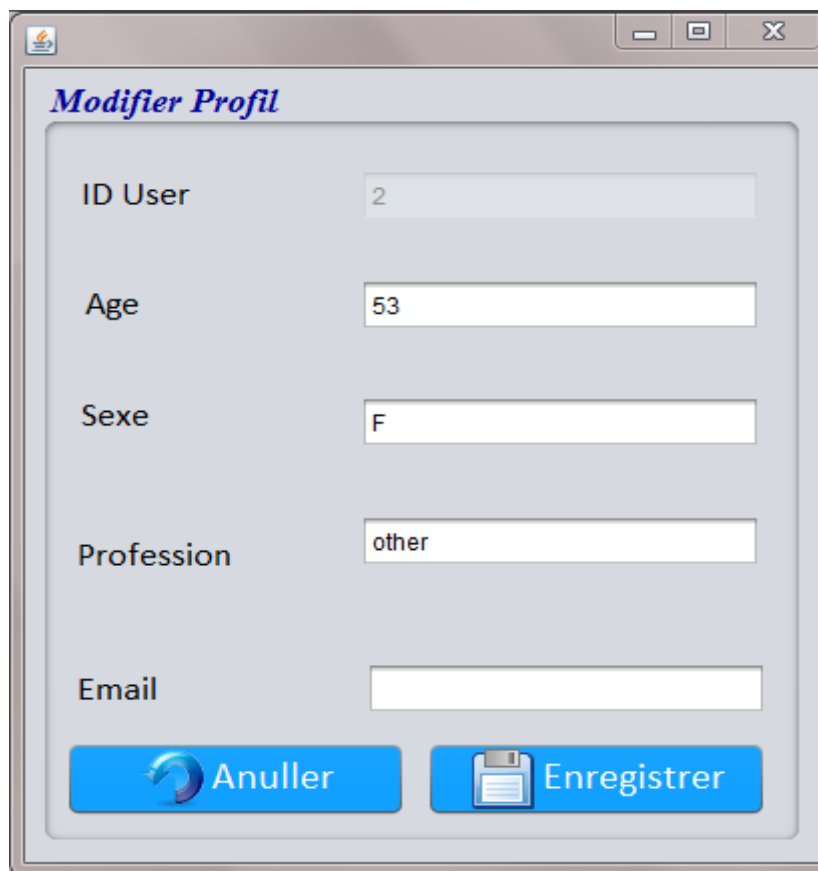 Modifier Profil
ID User 2
Age 53
Sexe F
Profession other
Email
Anuller Enregistrer